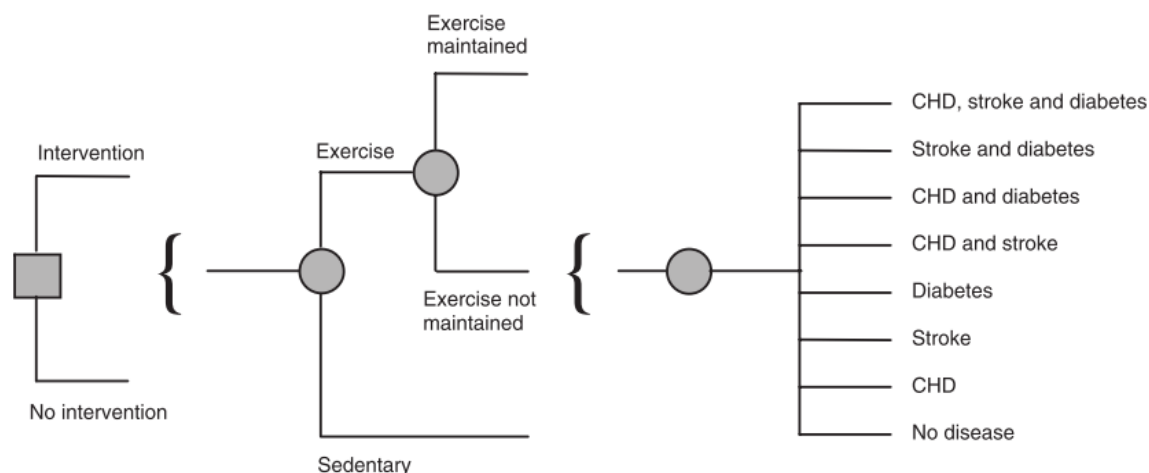 Intervention
No intervention
Exercise
Exercise
maintained
Exercise not
maintained
Sedentary
CHD, stroke and diabetes
Stroke and diabetes
CHD and diabetes
CHD and stroke
Diabetes
Stroke
CHD
No disease